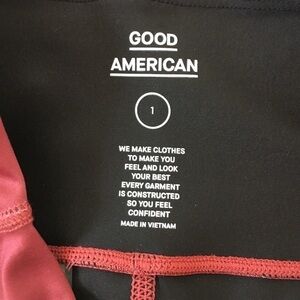 GOOD
AMERICAN
1
WE MAKE CLOTHES
TO MAKE YOU
FEEL AND LOOK
YOUR BEST
EVERY GARMENT
IS CONSTRUCTED
SO YOU FEEL
CONFIDENT
MADE IN VIETNAM